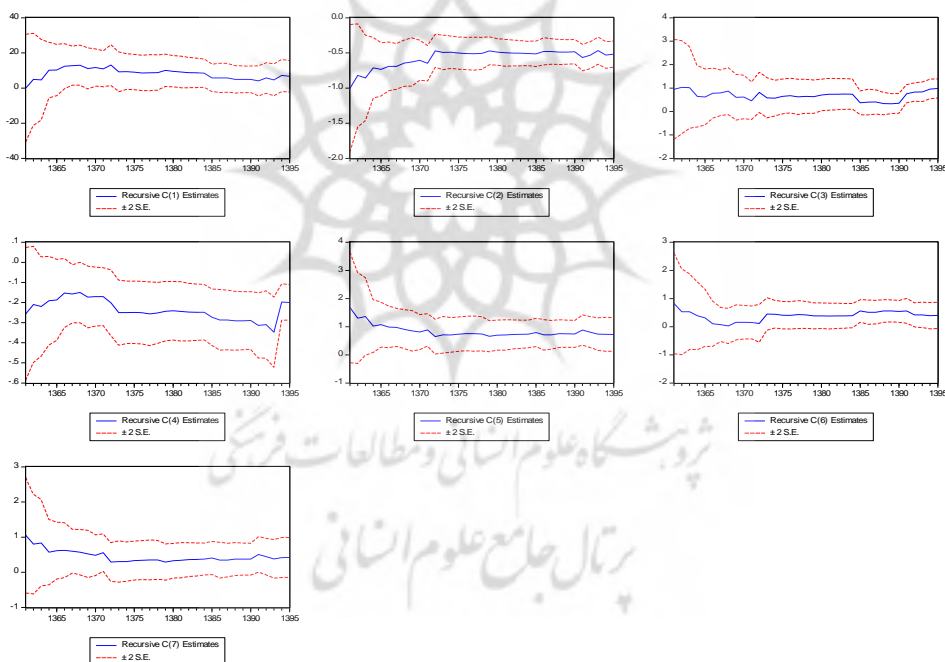 40
20
0
-20
-40
1365 1370 1375 1380 1385 1390 1395
Recursive C(1) Estimates
± 2 S.E.
0.0
-0.5
-1.0
-1.5
-2.0
1365 1370 1375 1380 1385 1390 1395
Recursive C(2) Estimates
± 2 S.E.
4
3
2
1
0
-1
-2
1365 1370 1375 1380 1385 1390 1395
Recursive C(3) Estimates
± 2 S.E.
.1
.0
-.1
-.2
-.3
-.4
-.5
-.6
1365 1370 1375 1380 1385 1390 1395
Recursive C(4) Estimates
± 2 S.E.
4
3
2
1
0
-1
1365 1370 1375 1380 1385 1390 1395
Recursive C(5) Estimates
± 2 S.E.
3
2
1
0
-1
-2
1365 1370 1375 1380 1385 1390 1395
Recursive C(6) Estimates
± 2 S.E.
پژوهشگاه علوم انسانی و مطالعات فرهنگی
3
2
1
0
-1
1365 1370 1375 1380 1385 1390 1395
Recursive C(7) Estimates
± 2 S.E.
پرتال جامع علوم انسانی